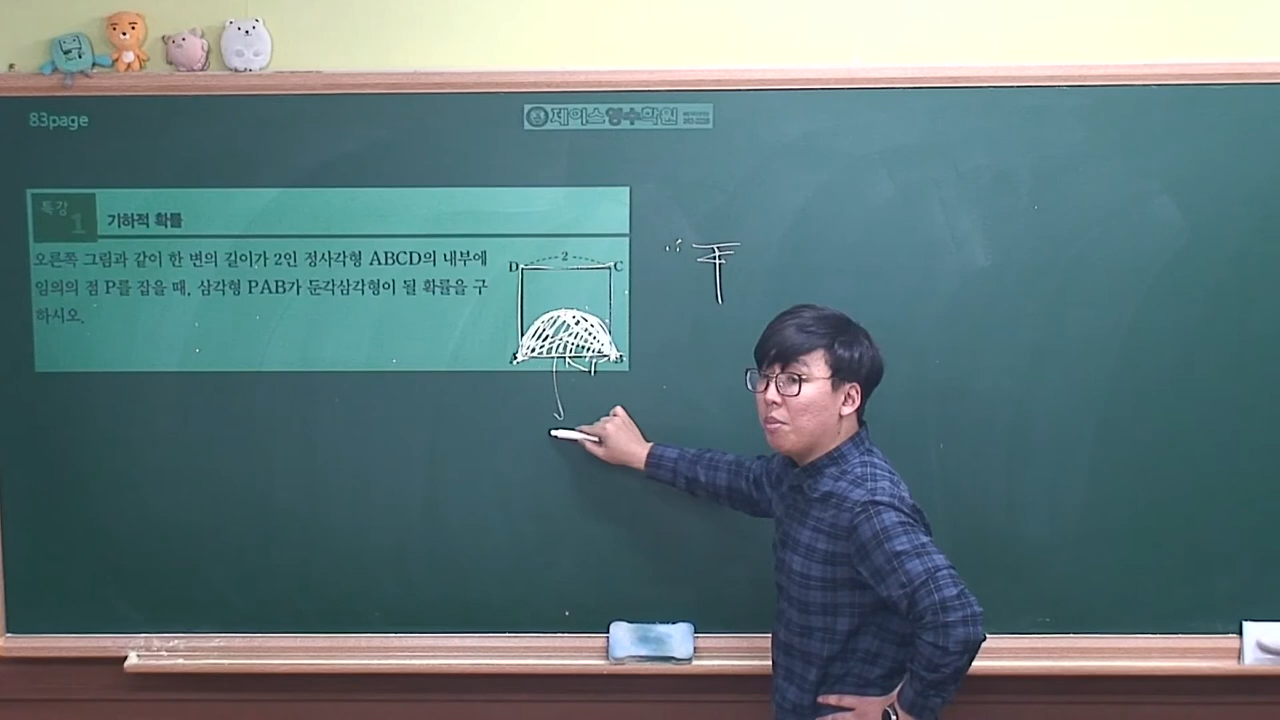 83page
제이스영수학원
특강 1 기하적 확률
오른쪽 그림과 같이 한 변의 길이가 2인 정사각형 ABCD의 내부에
임의의 점 P를 잡을 때, 삼각형 PAB가 둔각삼각형이 될 확률을 구
하시오.
D 2 C